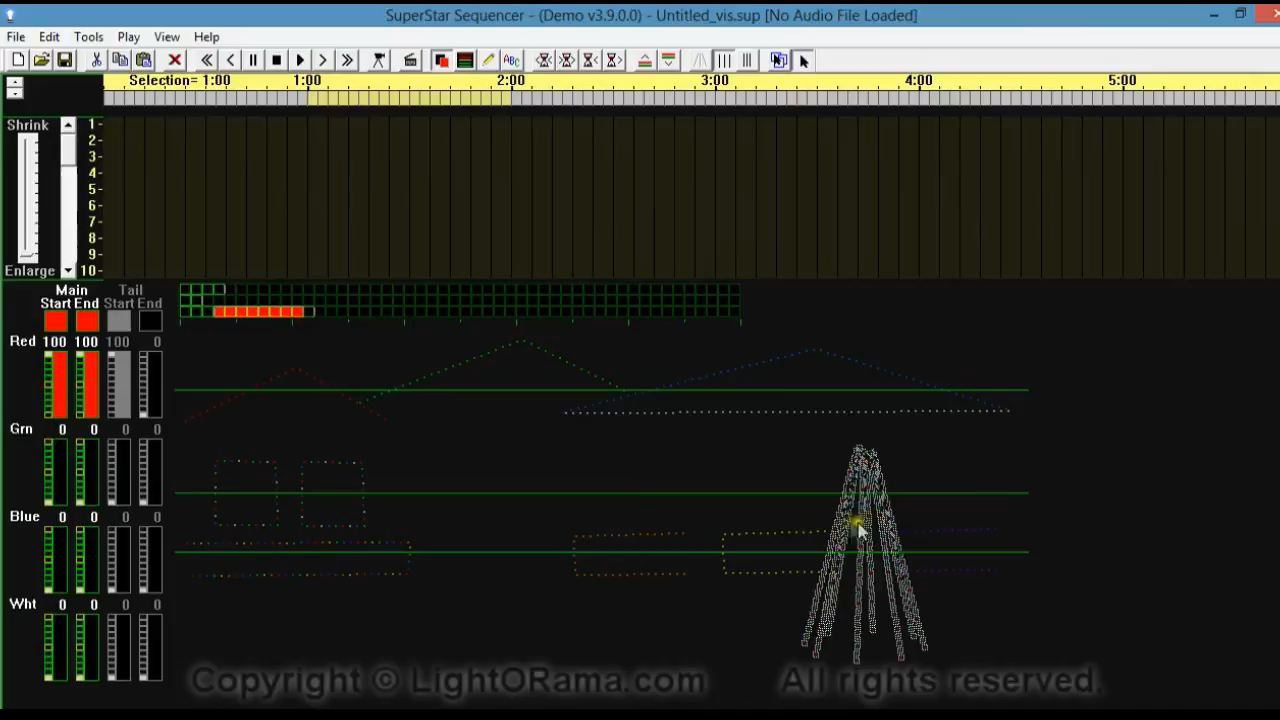 SuperStar Sequencer - (Demo v3.9.0.0) - Untitled_vis.sup [No Audio File Loaded]
File Edit Tools Play View Help
ABC
Selection= 1:00 1:00 2:00 3:00 4:00 5:00
Shrink
1
2
3
4
5
6
7
8
9
Enlarge 10
Main Tail
Start End Start End
Red 100 100 100 0
Grn 0 0 0 0
Blue 0 0 0 0
Wht 0 0 0 0
Copyright © LightORama.com All rights reserved.